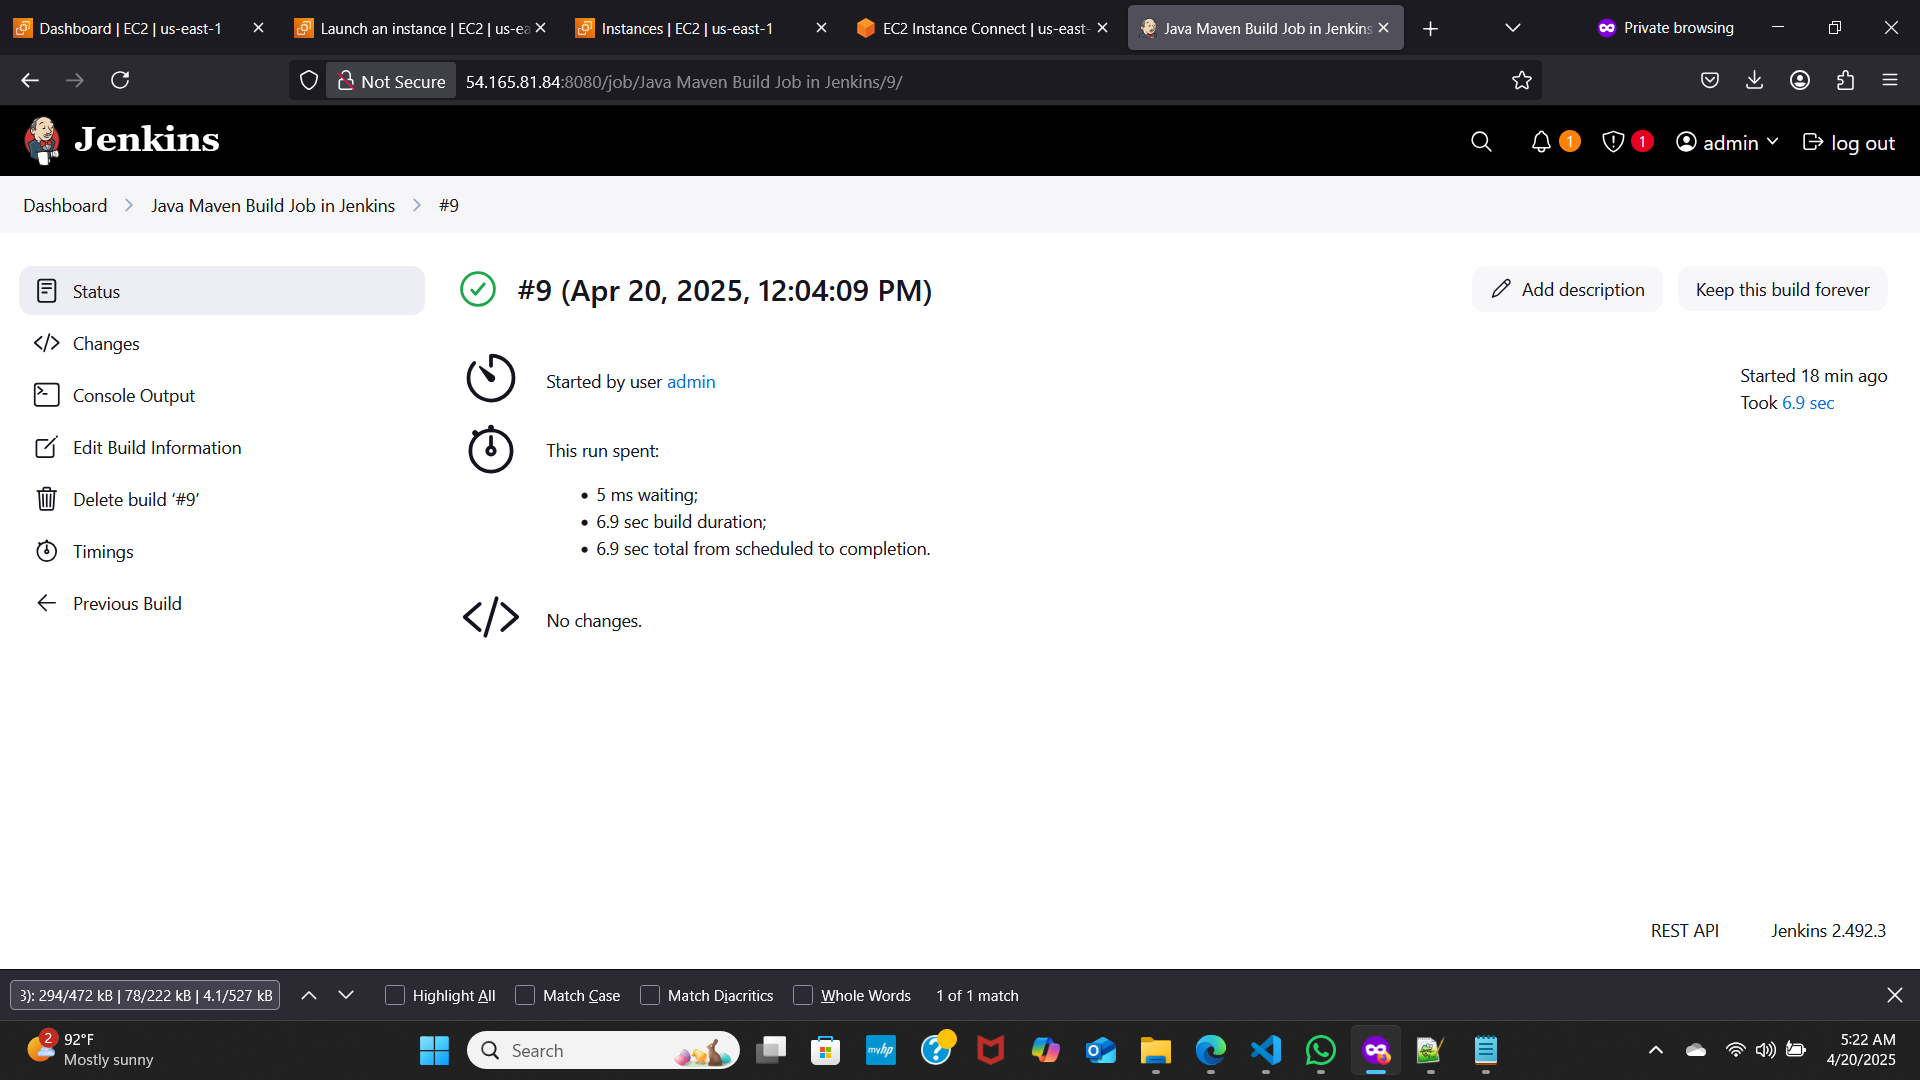 Dashboard | EC2 | us-east-1
Launch an instance | EC2 | us-ea
Instances | EC2 | us-east-1
EC2 Instance Connect | us-east-
Java Maven Build Job in Jenkins
Private browsing
Not Secure
54.165.81.84:8080/job/Java Maven Build Job in Jenkins/9/
Jenkins
1
1
admin
log out
Dashboard
Java Maven Build Job in Jenkins
#9
Status
Changes
Console Output
Edit Build Information
Delete build ‘#9’
Timings
Previous Build
#9 (Apr 20, 2025, 12:04:09 PM)
Add description
Keep this build forever
Started by user admin
Started 18 min ago
Took 6.9 sec
This run spent:
5 ms waiting;
6.9 sec build duration;
6.9 sec total from scheduled to completion.
No changes.
REST API
Jenkins 2.492.3
3): 294/472 kB | 78/222 kB | 4.1/527 kB
Highlight All
Match Case
Match Diacritics
Whole Words
1 of 1 match
2
92°F
Mostly sunny
Search
myhp
5:22 AM
4/20/2025